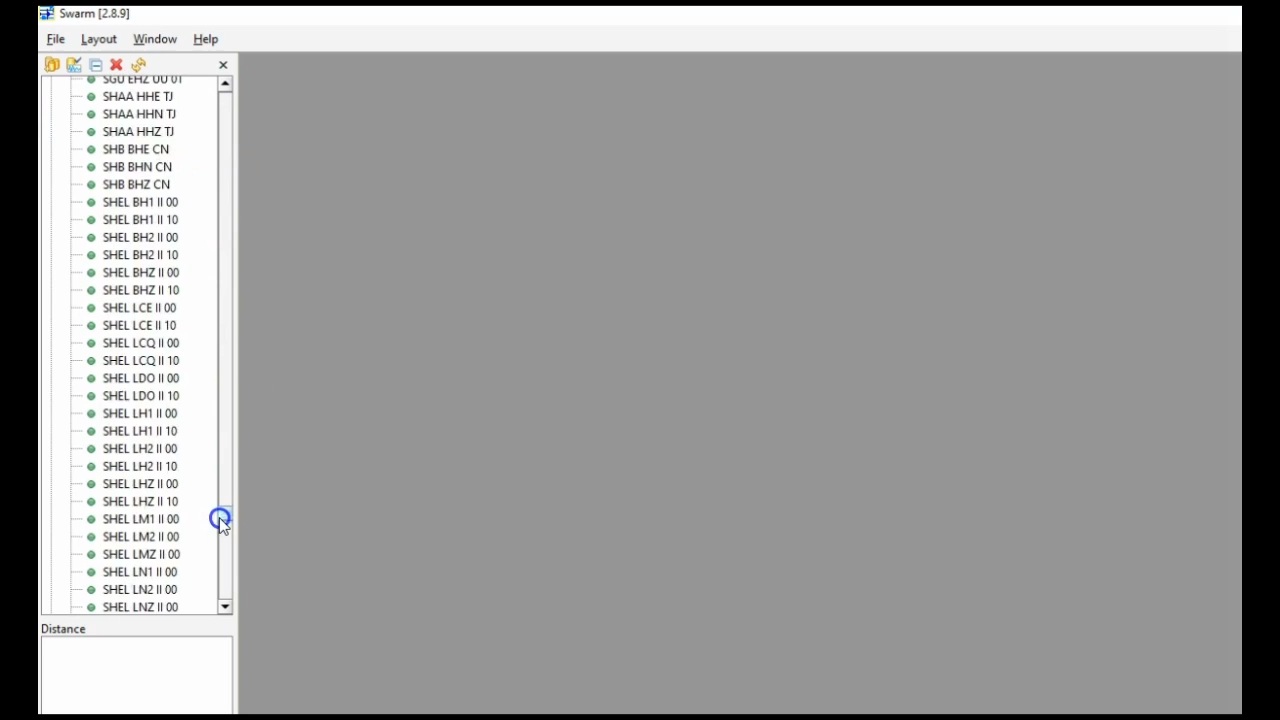 Swarm [2.8.9]
File Layout Window Help
SGU EHZ UU 01
SHAA HHE TJ
SHAA HHN TJ
SHAA HHZ TJ
SHB BHE CN
SHB BHN CN
SHB BHZ CN
SHEL BH1 II 00
SHEL BH1 II 10
SHEL BH2 II 00
SHEL BH2 II 10
SHEL BHZ II 00
SHEL BHZ II 10
SHEL LCE II 00
SHEL LCE II 10
SHEL LCQ II 00
SHEL LCQ II 10
SHEL LDO II 00
SHEL LDO II 10
SHEL LH1 II 00
SHEL LH1 II 10
SHEL LH2 II 00
SHEL LH2 II 10
SHEL LHZ II 00
SHEL LHZ II 10
SHEL LM1 II 00
SHEL LM2 II 00
SHEL LMZ II 00
SHEL LN1 II 00
SHEL LN2 II 00
SHEL LNZ II 00
Distance